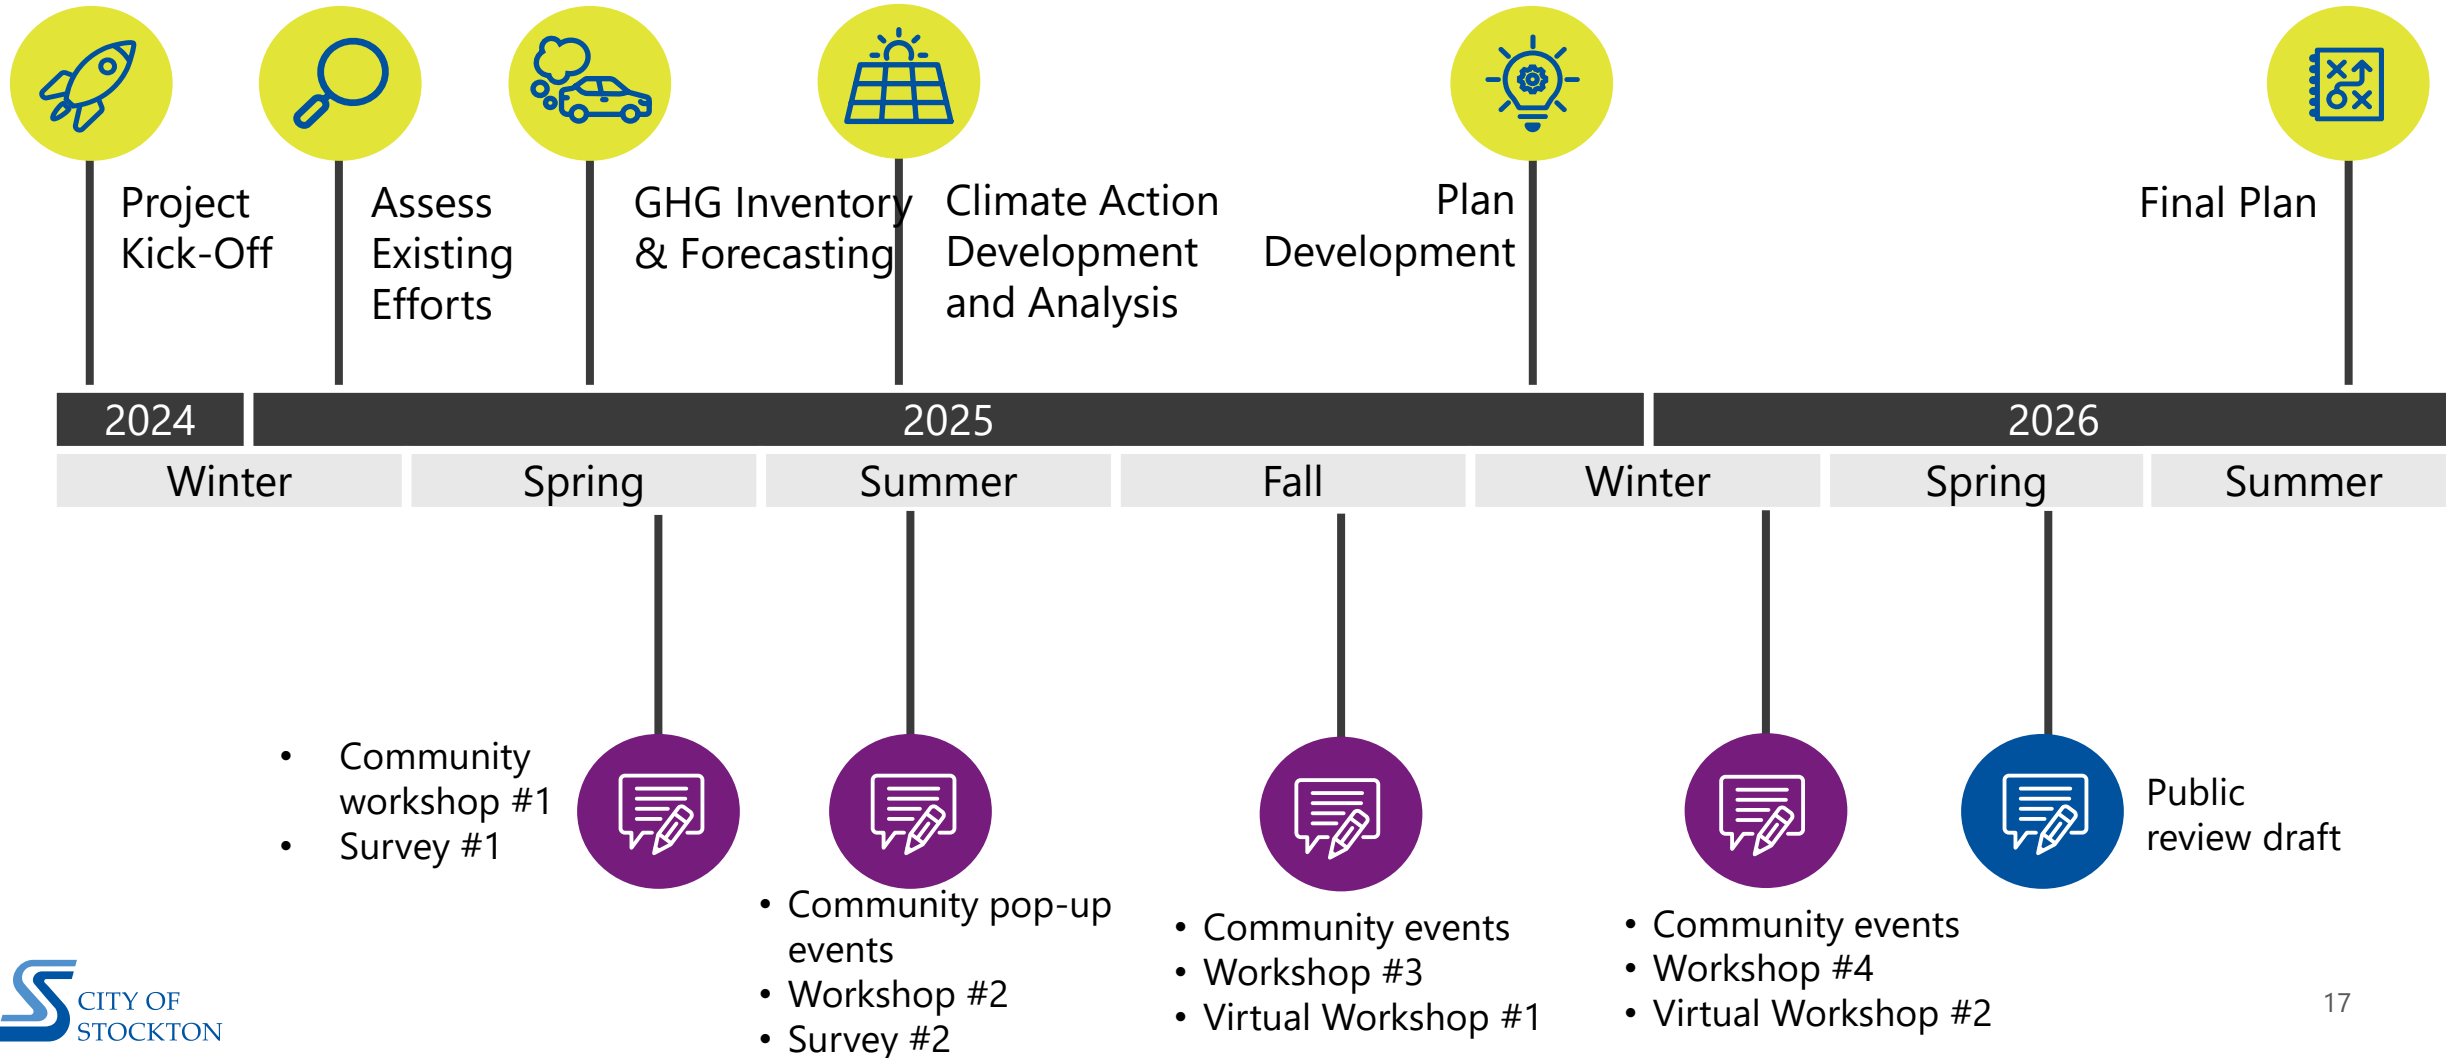 Project
Kick-Off
Assess
Existing
Efforts
GHG Inventory
& Forecasting
Climate Action
Development
and Analysis
Plan
Development
Final Plan
2024
2025
2026
Winter
Spring
Summer
Fall
Winter
Spring
Summer
• Community
workshop #1
• Survey #1
• Community pop-up
events
• Workshop #2
• Survey #2
• Community events
• Workshop #3
• Virtual Workshop #1
• Community events
• Workshop #4
• Virtual Workshop #2
Public
review draft
CITY OF
STOCKTON
17